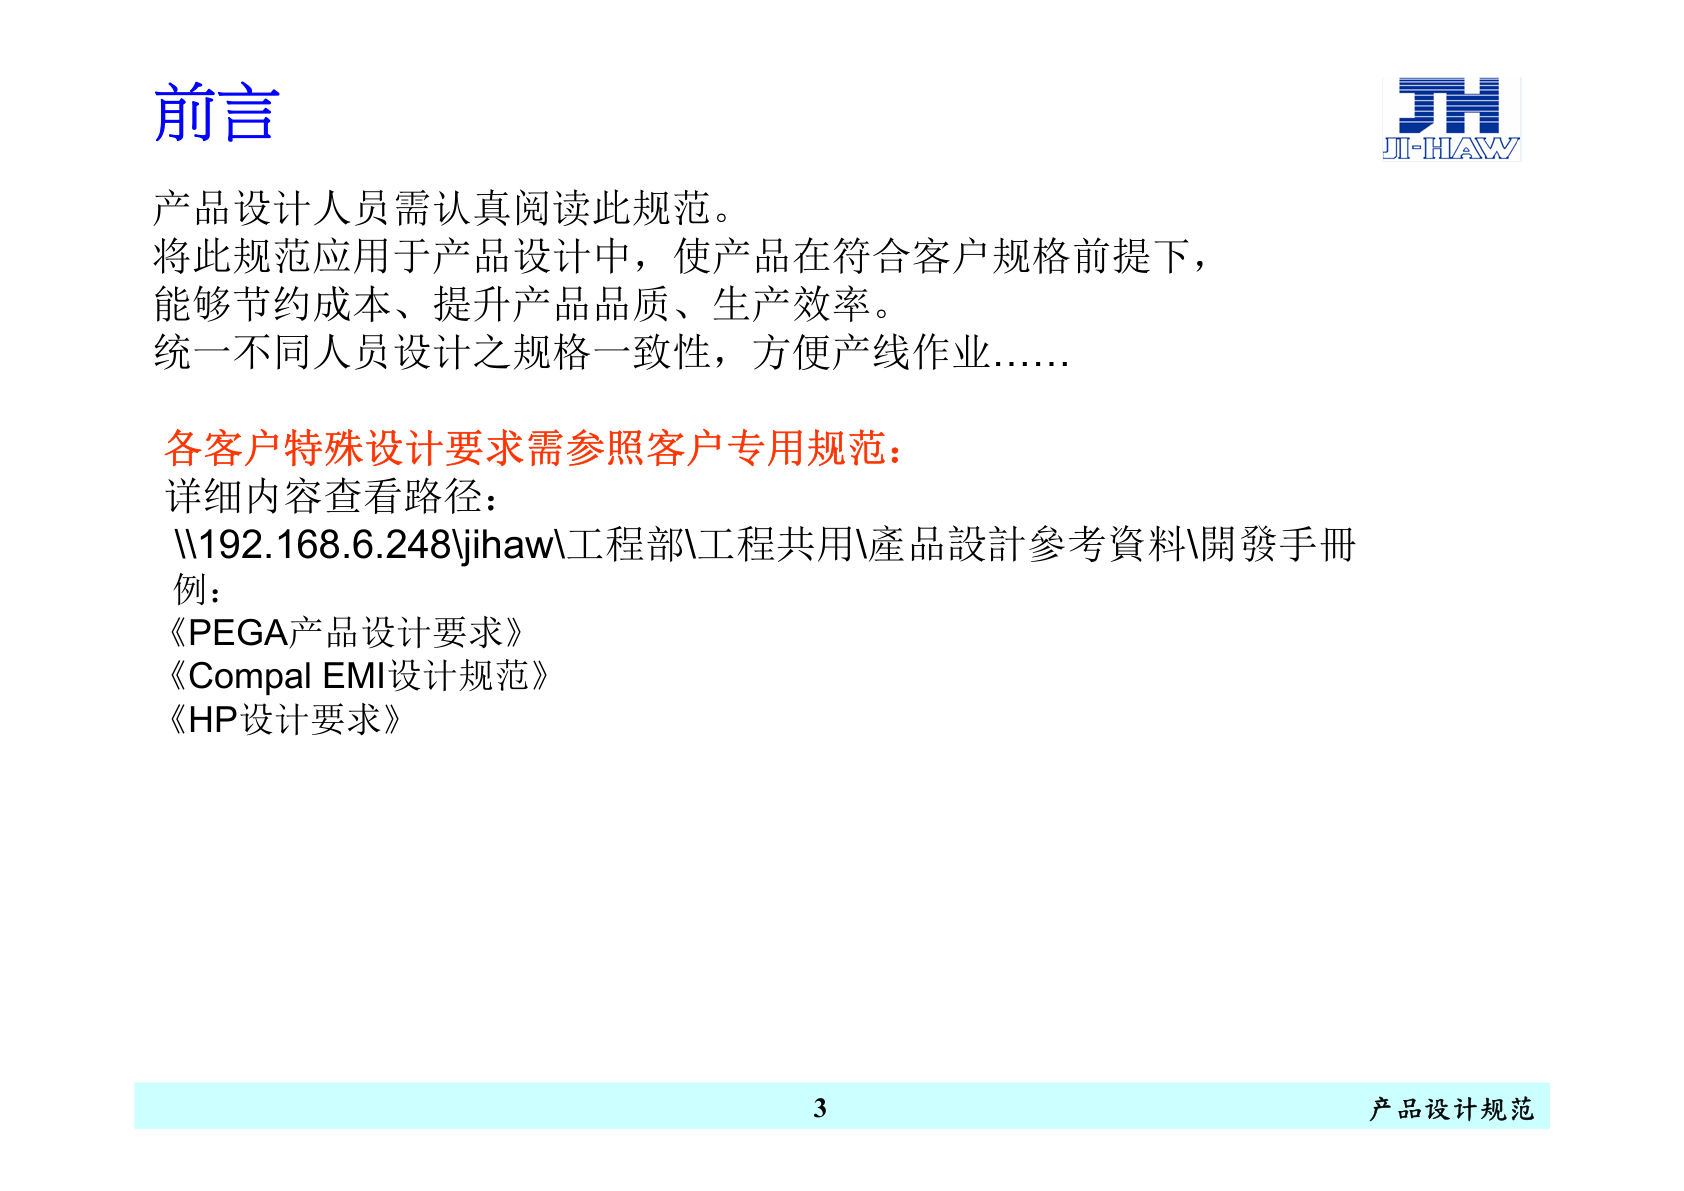 前言
JH
JI-HAW
产品设计人员需认真阅读此规范。
将此规范应用于产品设计中，使产品在符合客户规格前提下，
能够节约成本、提升产品品质、生产效率。
统一不同人员设计之规格一致性，方便产线作业……
各客户特殊设计要求需参照客户专用规范：
详细内容查看路径：
\\192.168.6.248\jihaw\工程部\工程共用\產品設計參考資料\開發手冊
例：
《PEGA产品设计要求》
《Compal EMI设计规范》
《HP设计要求》
3
产品设计规范